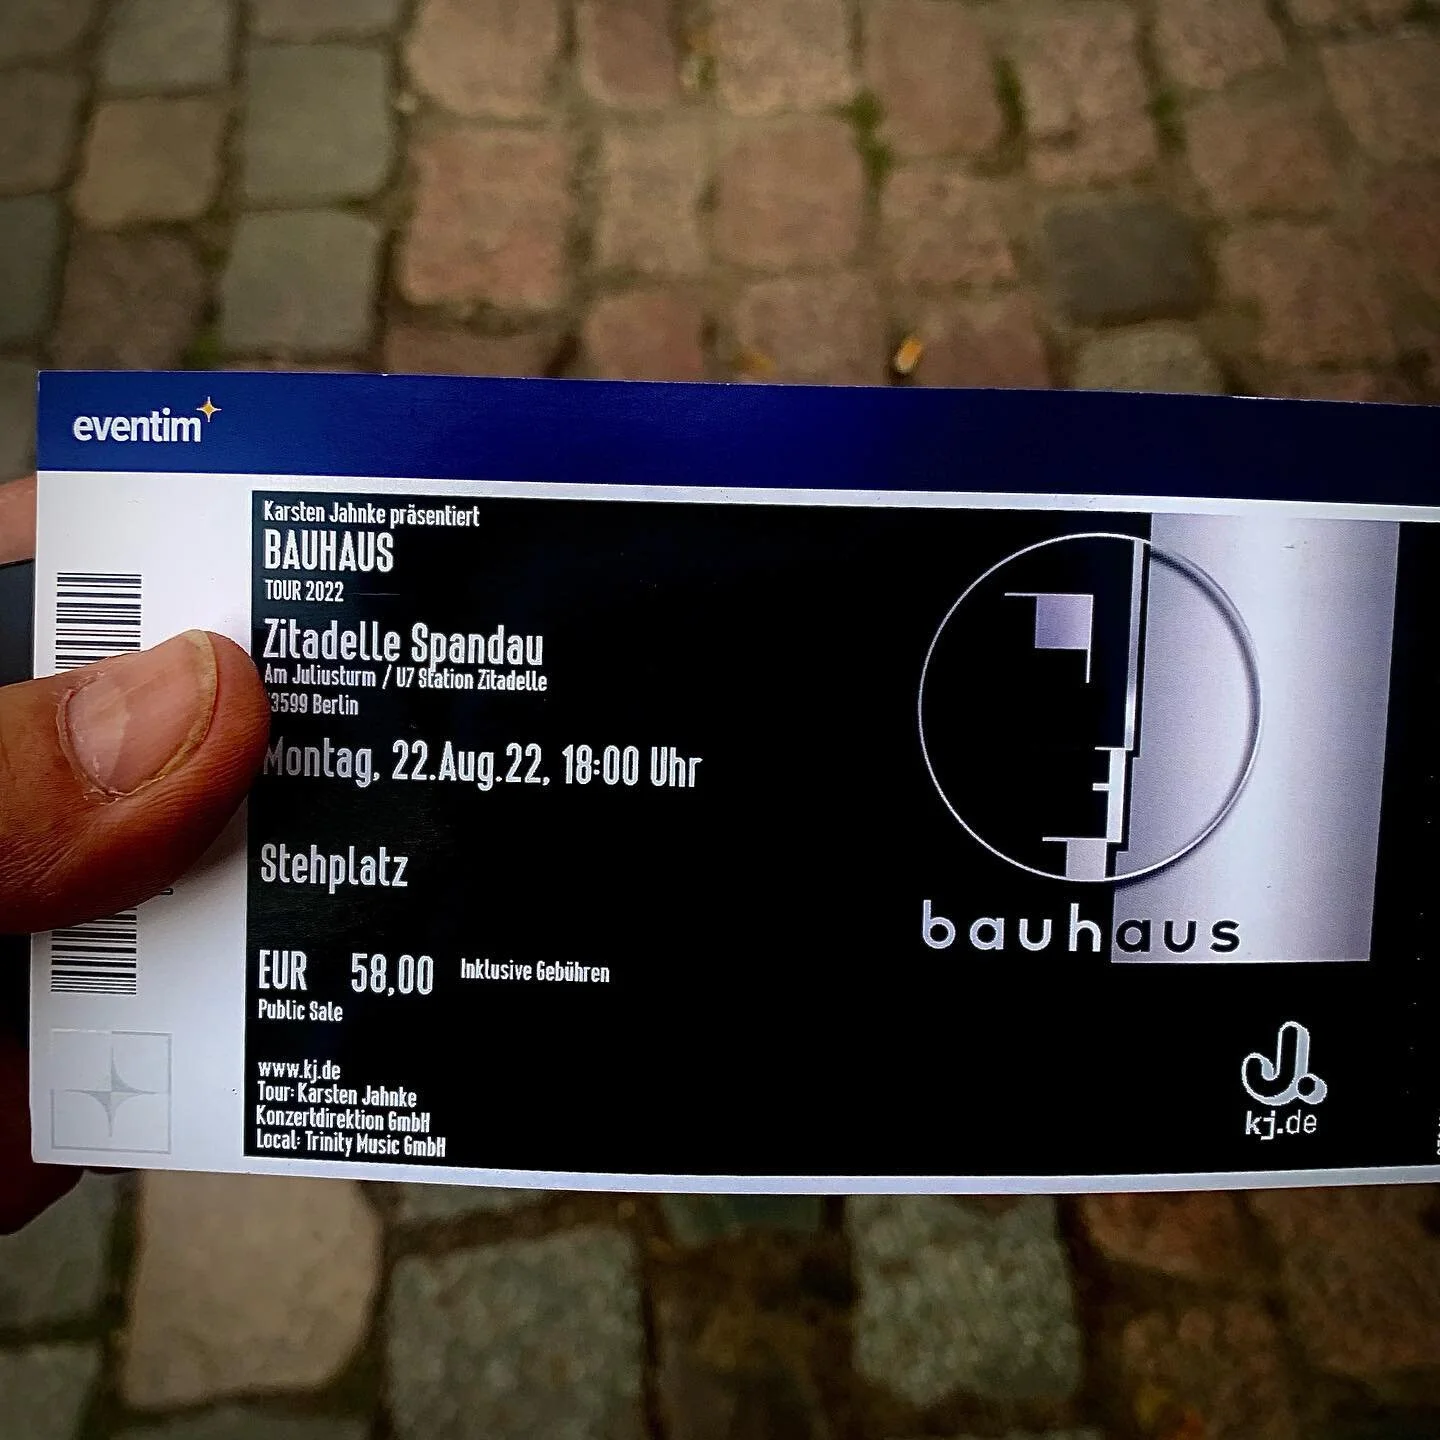 eventim
Karsten Jahnke präsentiert
BAUHAUS
TOUR 2022
Zitadelle Spandau
Am Juliusturm / U7 Station Zitadelle
13599 Berlin
Montag, 22.Aug.22, 18:00 Uhr
Stehplatz
EUR 58,00 Inklusive Gebühren
Public Sale
www.kj.de
Tour: Karsten Jahnke
Konzertdirektion GmbH
Local: Trinity Music GmbH
bauhaus
kj.de